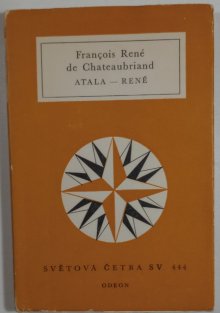 François René
de Chateaubriand
ATALA — RENÉ
SVĚTOVÁ ČETBA SV. 444
ODEON